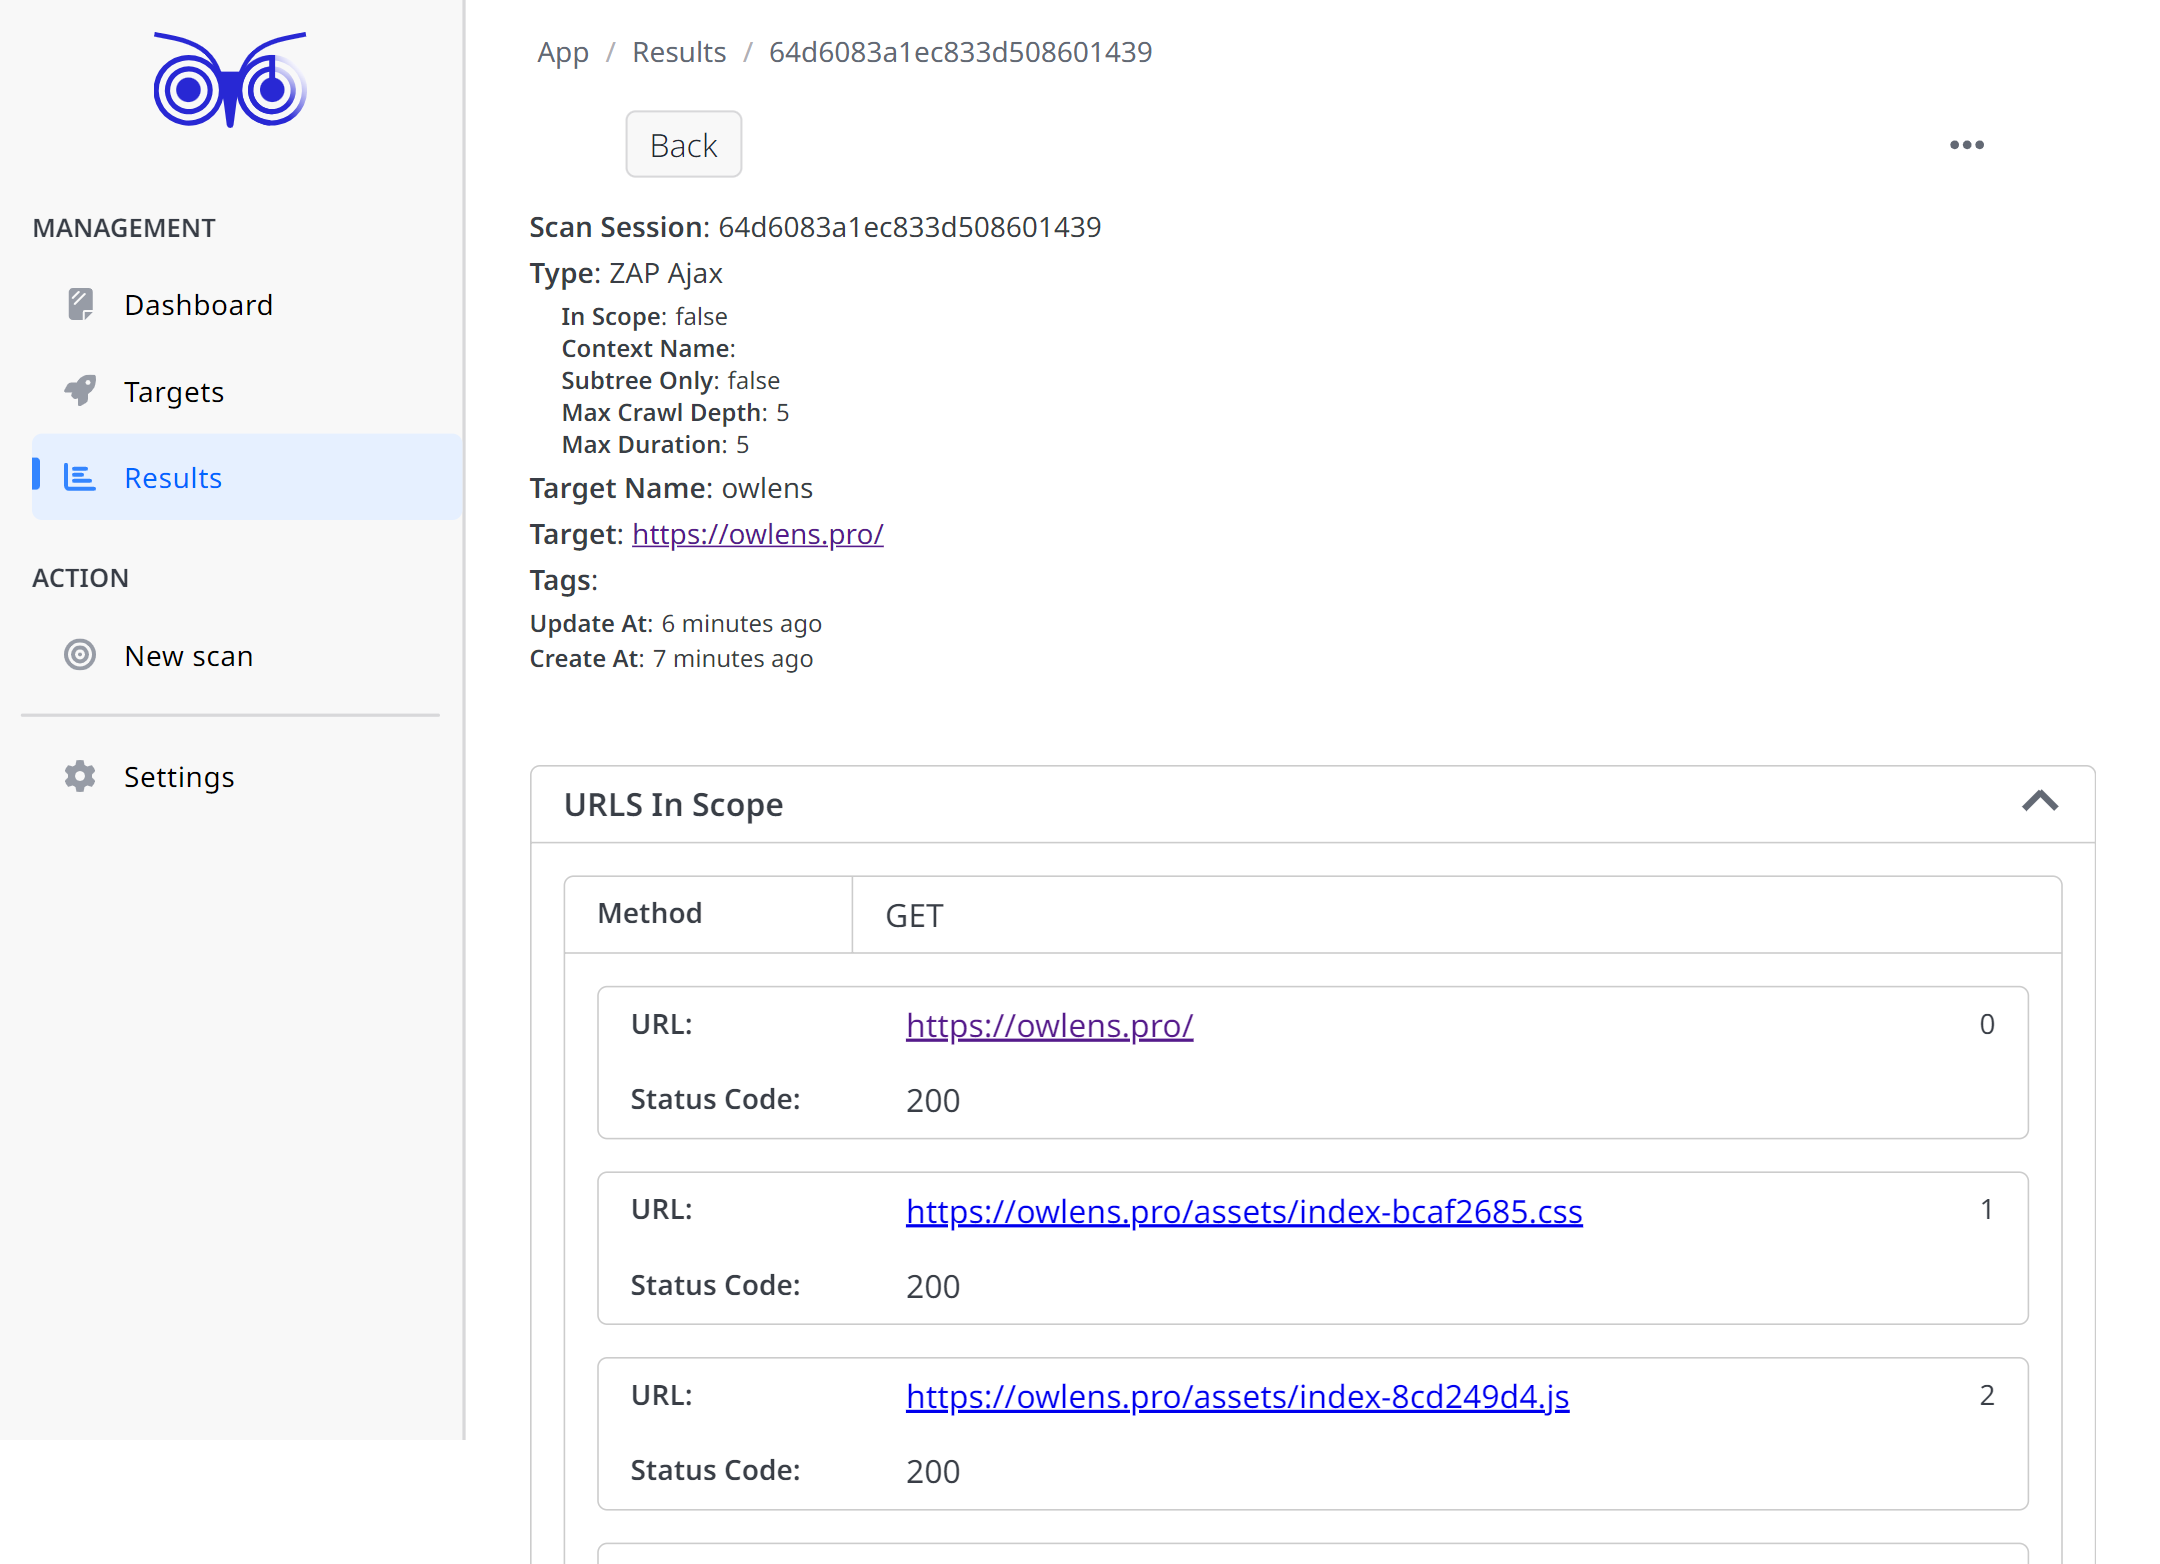 App / Results / 64d6083a1ec833d508601439
Back
MANAGEMENT
Dashboard
Targets
Results
ACTION
New scan
Settings
Scan Session: 64d6083a1ec833d508601439
Type: ZAP Ajax
In Scope: false
Context Name:
Subtree Only: false
Max Crawl Depth: 5
Max Duration: 5
Target Name: owlens
Target: https://owlens.pro/
Tags:
Update At: 6 minutes ago
Create At: 7 minutes ago
URLS In Scope
Method GET
URL: https://owlens.pro/ 0
Status Code: 200
URL: https://owlens.pro/assets/index-bcaf2685.css 1
Status Code: 200
URL: https://owlens.pro/assets/index-8cd249d4.js 2
Status Code: 200